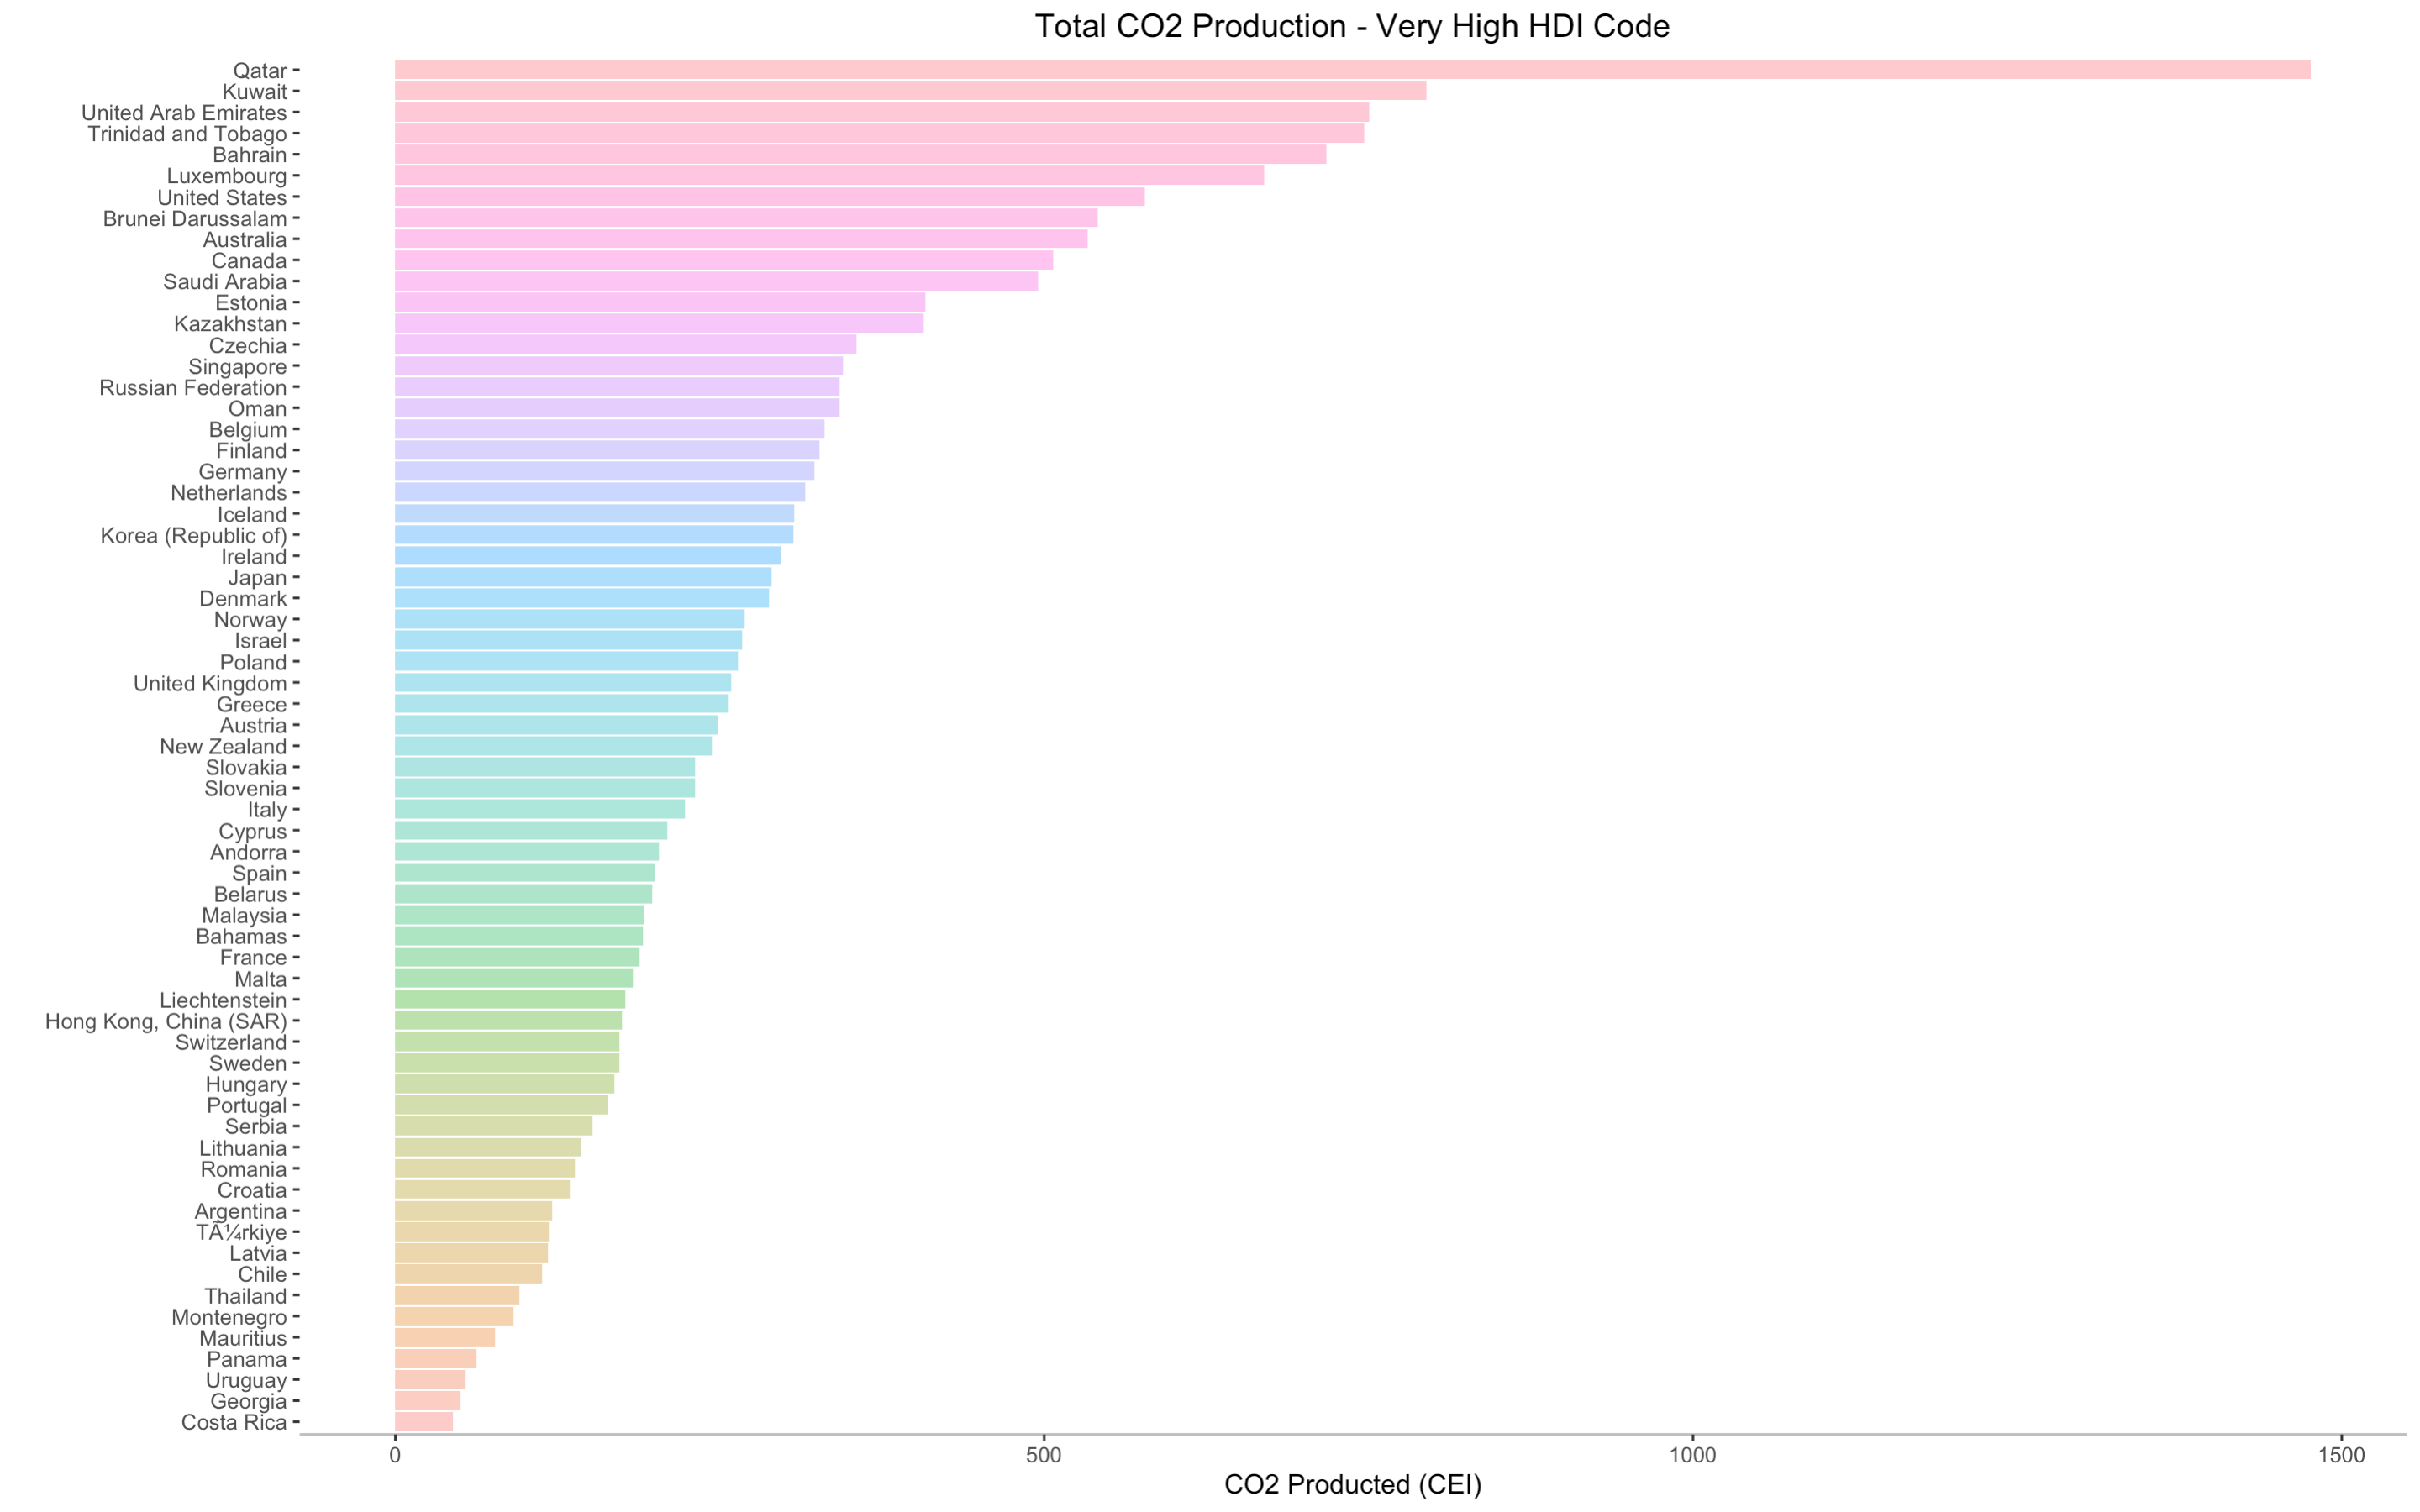 Total CO2 Production - Very High HDI Code
Qatar
Kuwait
United Arab Emirates
Trinidad and Tobago
Bahrain
Luxembourg
United States
Brunei Darussalam
Australia
Canada
Saudi Arabia
Estonia
Kazakhstan
Czechia
Singapore
Russian Federation
Oman
Belgium
Finland
Germany
Netherlands
Iceland
Korea (Republic of)
Ireland
Japan
Denmark
Norway
Israel
Poland
United Kingdom
Greece
Austria
New Zealand
Slovakia
Slovenia
Italy
Cyprus
Andorra
Spain
Belarus
Malaysia
Bahamas
France
Malta
Liechtenstein
Hong Kong, China (SAR)
Switzerland
Sweden
Hungary
Portugal
Serbia
Lithuania
Romania
Croatia
Argentina
TÃ¼rkiye
Latvia
Chile
Thailand
Montenegro
Mauritius
Panama
Uruguay
Georgia
Costa Rica
0 500 1000 1500
CO2 Producted (CEI)